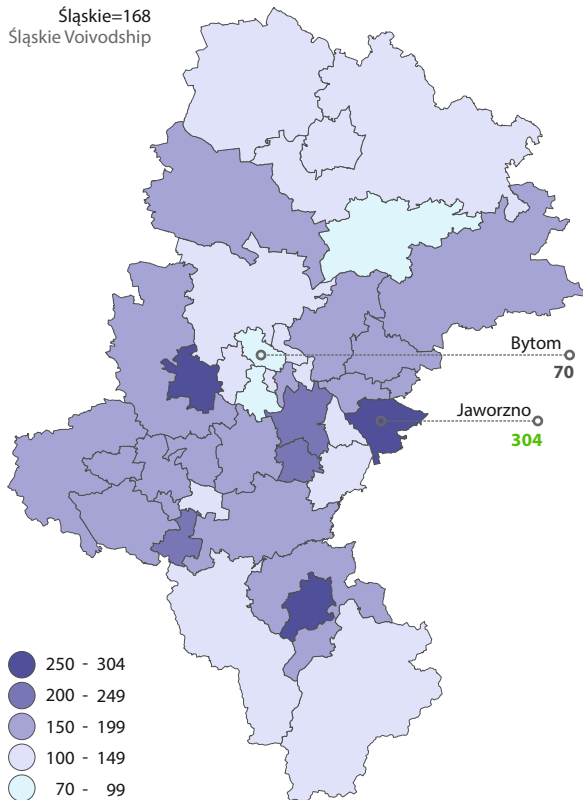 Śląskie=168
Śląskie Voivodship
Bytom
70
Jaworzno
304
250 - 304
200 - 249
150 - 199
100 - 149
70 - 99